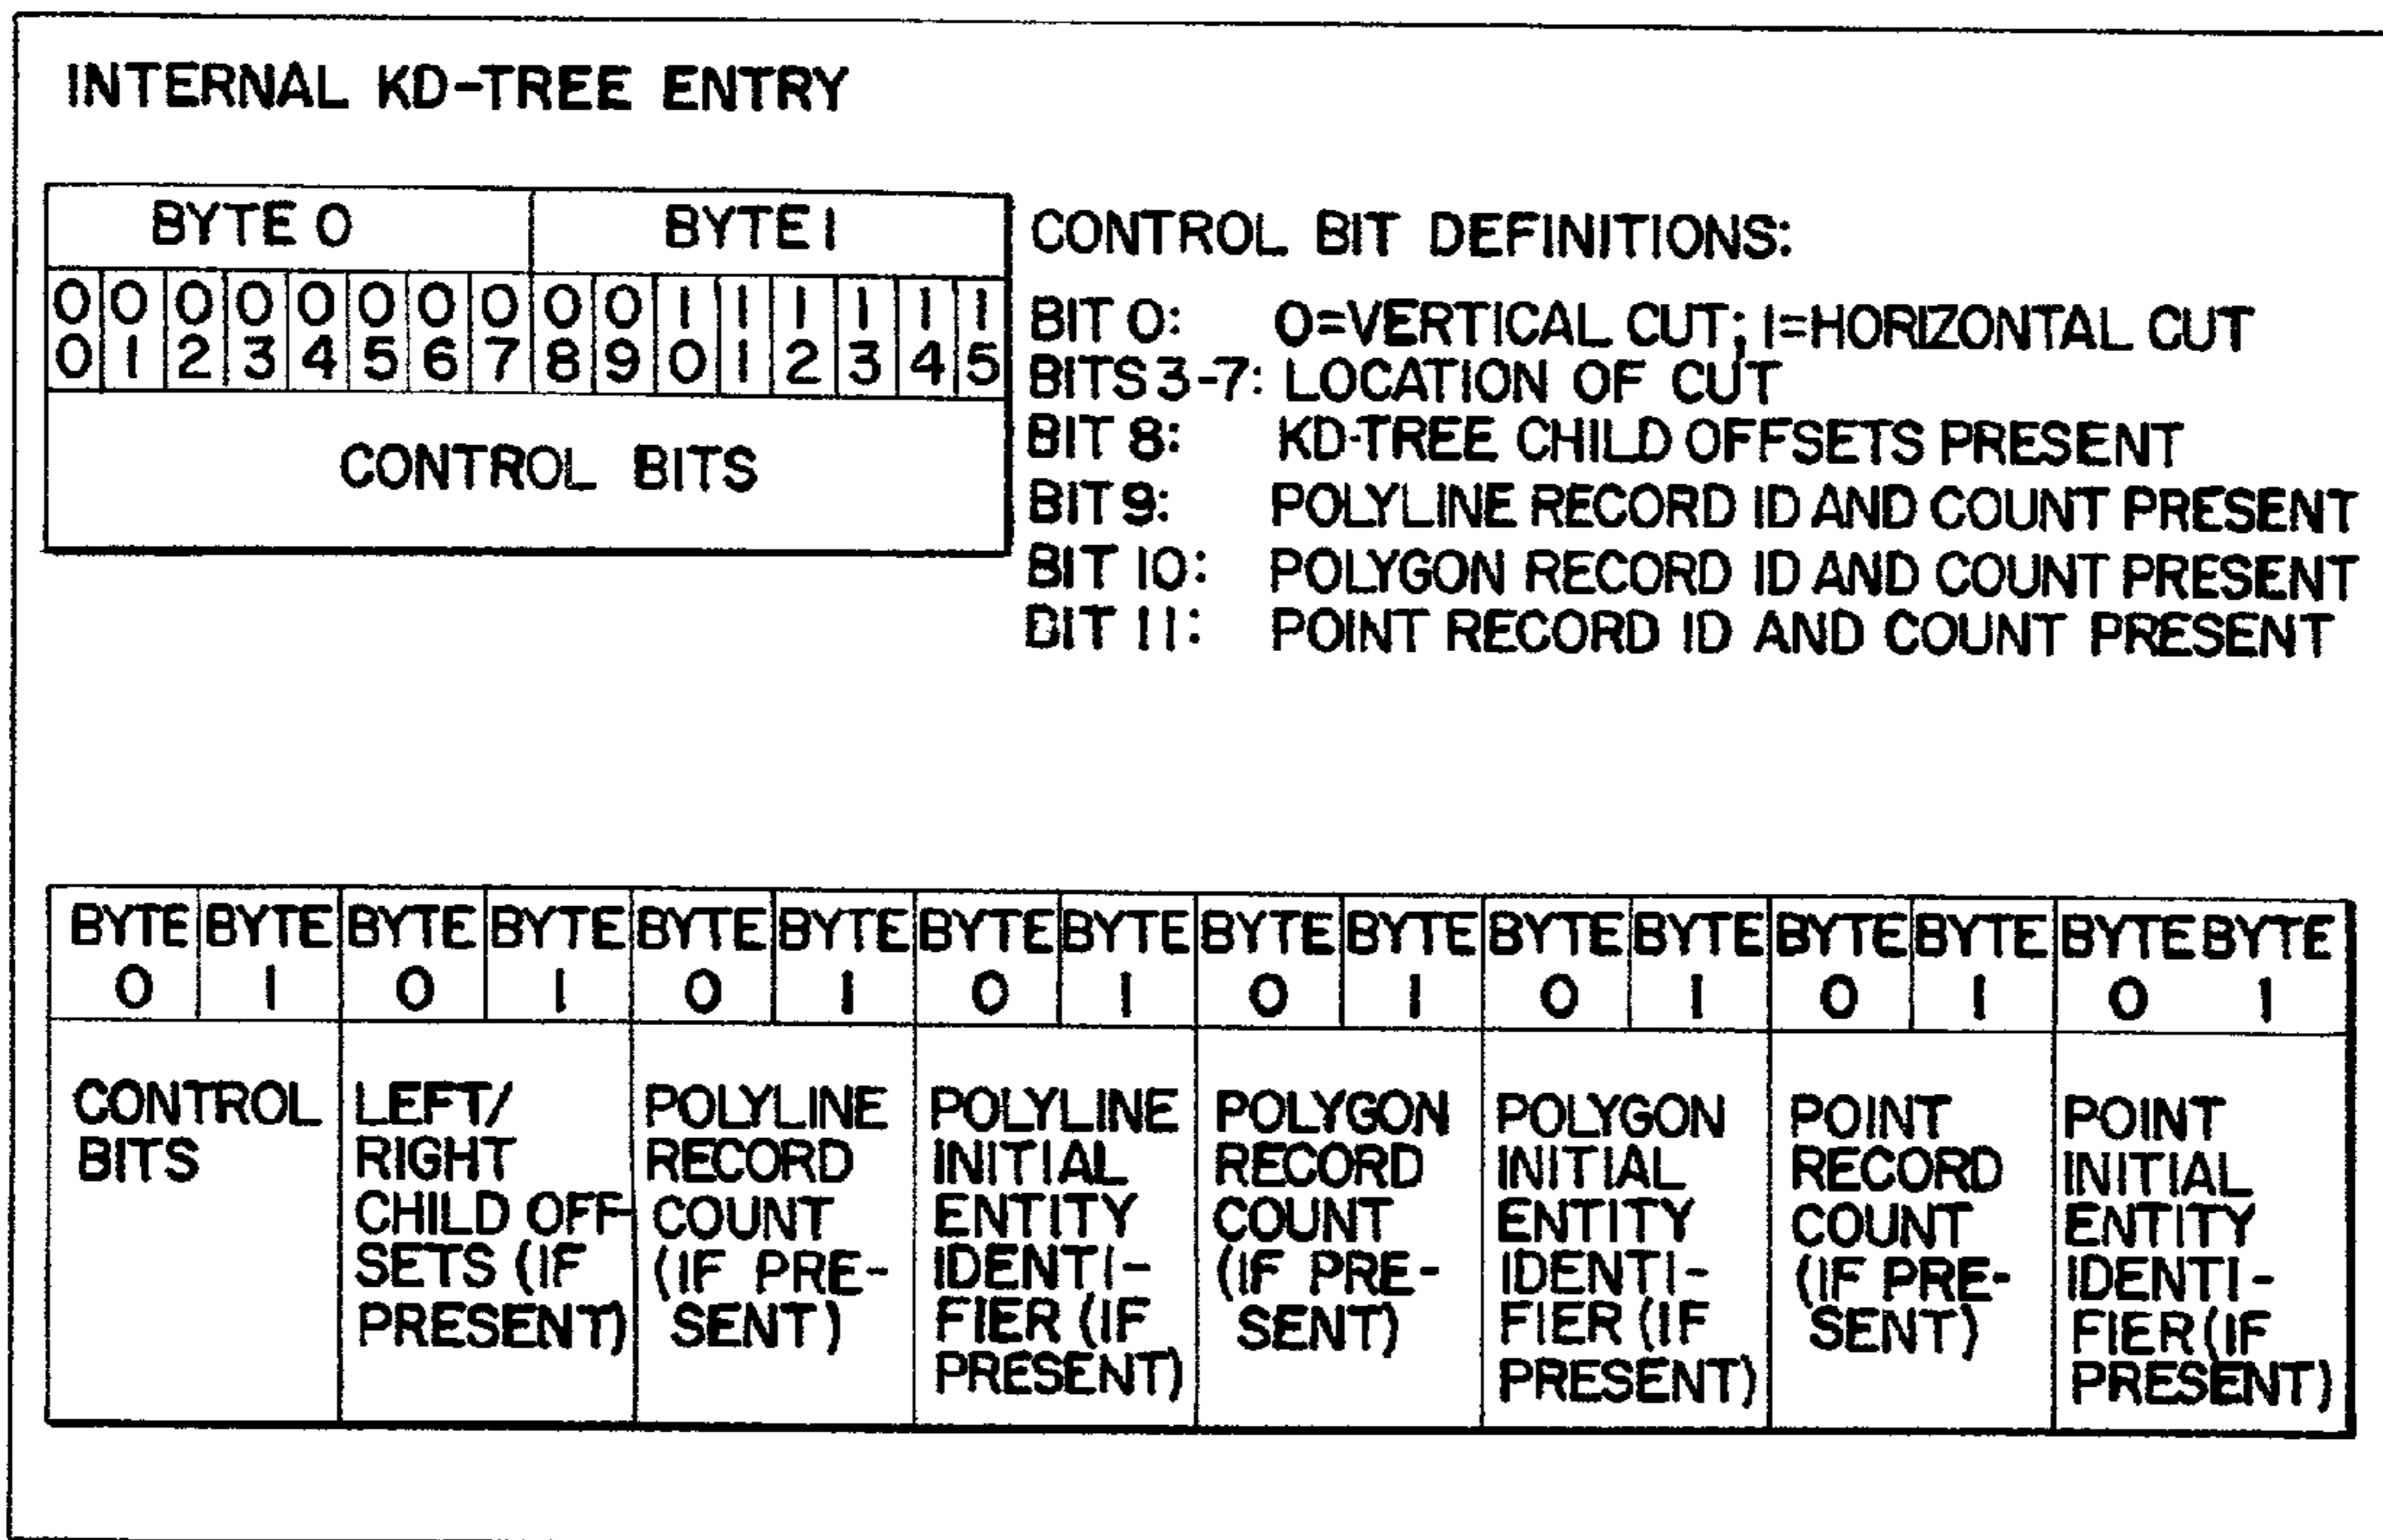 INTERNAL KD-TREE ENTRY
BYTE 0 BYTE 1
0 0 0 0 0 0 0 0 0 0 1 1 1 1 1 1
0 1 2 3 4 5 6 7 8 9 0 1 2 3 4 5
CONTROL BITS
CONTROL BIT DEFINITIONS:
BIT 0: 0=VERTICAL CUT; 1=HORIZONTAL CUT
BITS 3-7: LOCATION OF CUT
BIT 8: KD-TREE CHILD OFFSETS PRESENT
BIT 9: POLYLINE RECORD ID AND COUNT PRESENT
BIT 10: POLYGON RECORD ID AND COUNT PRESENT
BIT 11: POINT RECORD ID AND COUNT PRESENT
BYTE BYTE BYTE BYTE BYTE BYTE BYTE BYTE BYTE BYTE BYTE BYTE BYTE BYTE BYTE BYTE
0 1 0 1 0 1 0 1 0 1 0 1 0 1 0 1
CONTROL
BITS
LEFT/
RIGHT
CHILD OFF-
SETS (IF
PRESENT)
POLYLINE
RECORD
COUNT
(IF PRE-
SENT)
POLYLINE
INITIAL
ENTITY
IDENTI-
FIER (IF
PRESENT)
POLYGON
RECORD
COUNT
(IF PRE-
SENT)
POLYGON
INITIAL
ENTITY
IDENTI-
FIER (IF
PRESENT)
POINT
RECORD
COUNT
(IF PRE-
SENT)
POINT
INITIAL
ENTITY
IDENTI-
FIER (IF
PRESENT)